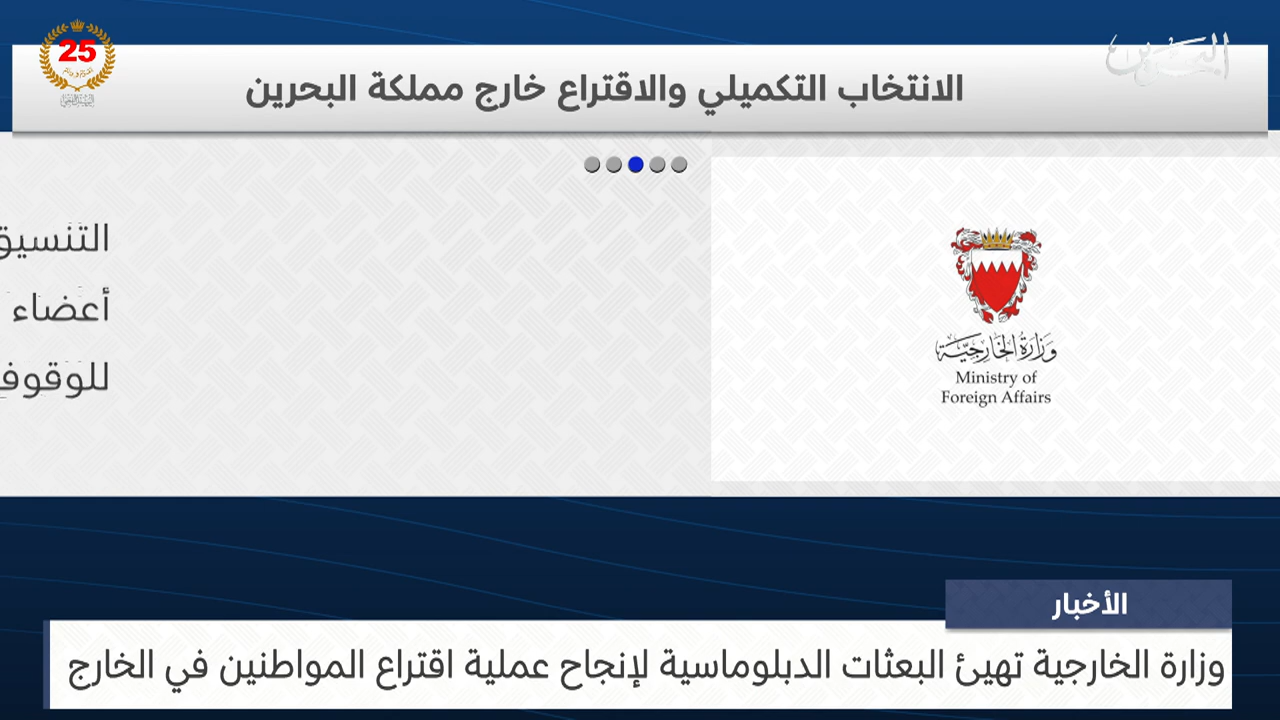 البحرين
25
الانتخاب التكميلي والاقتراع خارج مملكة البحرين
التنسيق
أعضاء
للوقوف
وزارة الخارجية
Ministry of
Foreign Affairs
الأخبار
وزارة الخارجية تهيئ البعثات الدبلوماسية لإنجاح عملية اقتراع المواطنين في الخارج